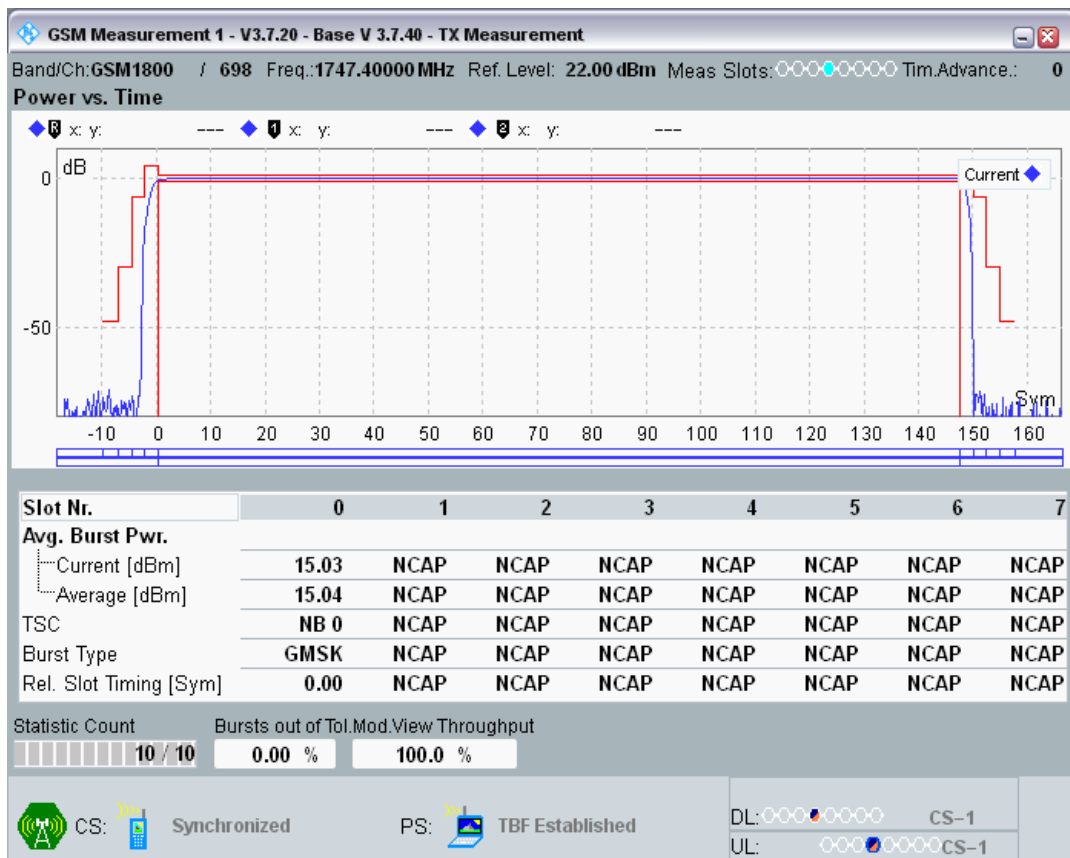 GSM Measurement 1 - V3.7.20 - Base V 3.7.40 - TX Measurement
Band/Ch:GSM1800 / 698 Freq.:1747.40000 MHz Ref. Level: 22.00 dBm Meas Slots: Tim.Advance.: 0
Power vs. Time
R x: y: --- 1 x: y: --- 2 x: y: ---
dB
0
Current
-50
Sym
-10 0 10 20 30 40 50 60 70 80 90 100 110 120 130 140 150 160
Slot Nr. 0 1 2 3 4 5 6 7
Avg. Burst Pwr.
Current [dBm] 15.03 NCAP NCAP NCAP NCAP NCAP NCAP NCAP
Average [dBm] 15.04 NCAP NCAP NCAP NCAP NCAP NCAP NCAP
TSC NB 0 NCAP NCAP NCAP NCAP NCAP NCAP NCAP
Burst Type GMSK NCAP NCAP NCAP NCAP NCAP NCAP NCAP
Rel. Slot Timing [Sym] 0.00 NCAP NCAP NCAP NCAP NCAP NCAP NCAP
Statistic Count Bursts out of Tol.Mod.View Throughput
10 / 10 0.00 % 100.0 %
CS: Synchronized PS: TBF Established
DL: CS-1
UL: CS-1